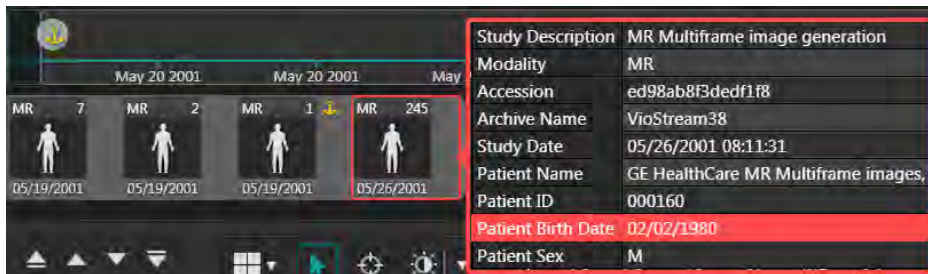 May 20 2001 May 20 2001 May
MR 7 MR 2 MR 1 MR 245
05/19/2001 05/19/2001 05/19/2001 05/26/2001
Study Description MR Multiframe image generation
Modality MR
Accession ed98ab8f3dedf1f8
Archive Name VioStream38
Study Date 05/26/2001 08:11:31
Patient Name GE HealthCare MR Multiframe images,
Patient ID 000160
Patient Birth Date 02/02/1980
Patient Sex M